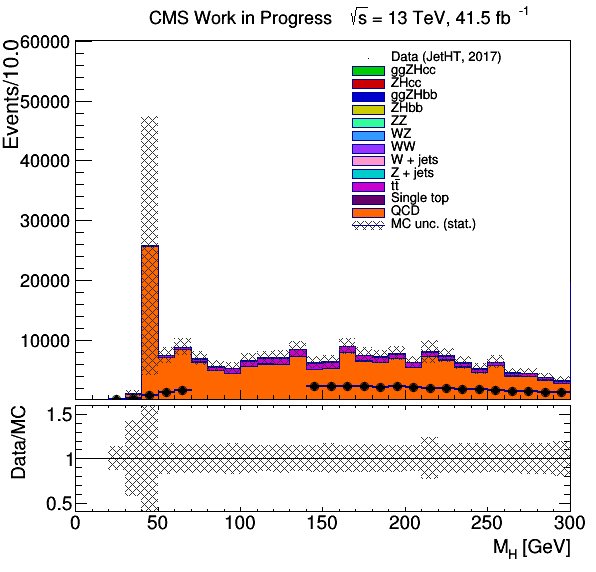 CMS Work in Progress √s = 13 TeV, 41.5 fb⁻¹
Events/10.0
60000
50000
40000
30000
20000
10000
Data (JetHT, 2017)
ggZHcc
ZHcc
ggZHbb
ZHbb
ZZ
WZ
WW
W + jets
Z + jets
tt̄
Single top
QCD
MC unc. (stat.)
Data/MC
1.5
1
0.5
0 50 100 150 200 250 300
M_H [GeV]